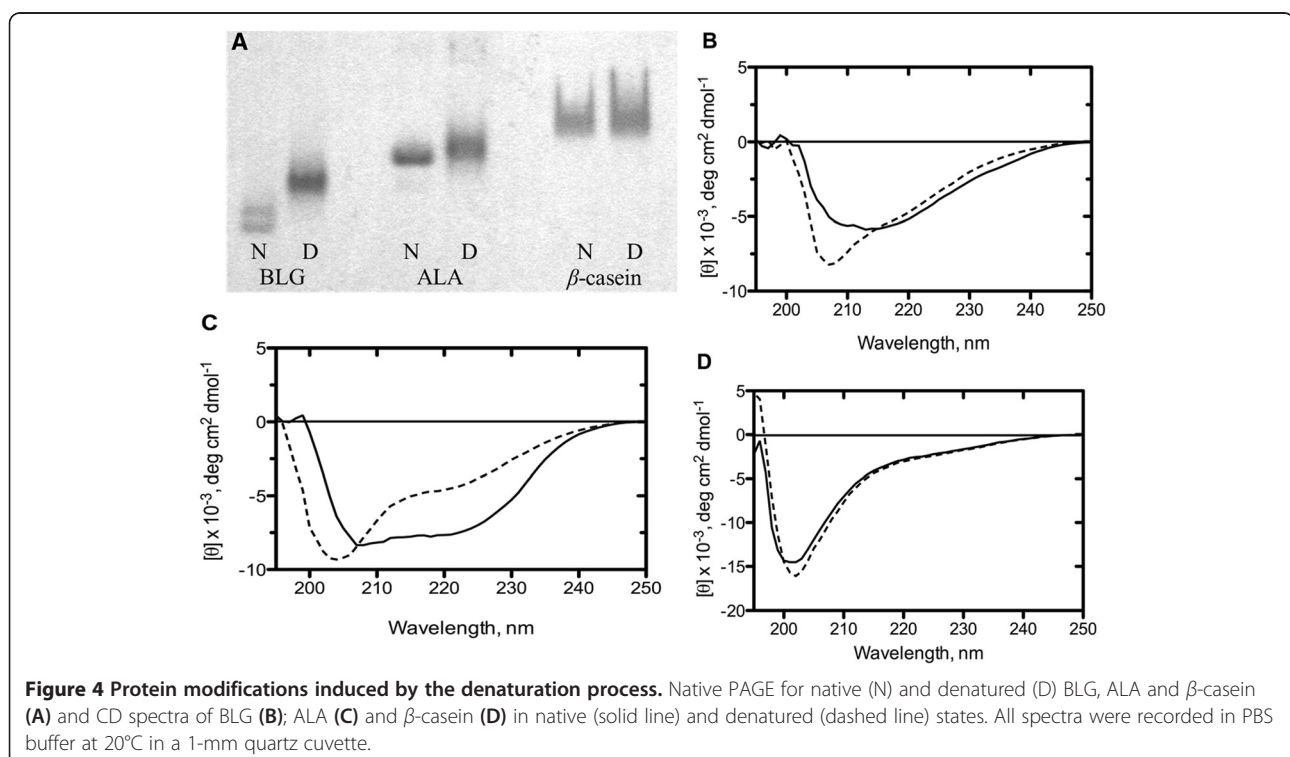 A
N D
BLG
N D
ALA
N D
β-casein
B
5
0
-5
-10
[θ] x 10⁻³, deg cm² dmol⁻¹
200 210 220 230 240 250
Wavelength, nm
C
5
0
-5
-10
[θ] x 10⁻³, deg cm² dmol⁻¹
200 210 220 230 240 250
Wavelength, nm
D
5
0
-5
-10
-15
-20
[θ] x 10⁻³, deg cm² dmol⁻¹
200 210 220 230 240 250
Wavelength, nm
Figure 4 Protein modifications induced by the denaturation process. Native PAGE for native (N) and denatured (D) BLG, ALA and β-casein
(A) and CD spectra of BLG (B); ALA (C) and β-casein (D) in native (solid line) and denatured (dashed line) states. All spectra were recorded in PBS
buffer at 20°C in a 1-mm quartz cuvette.